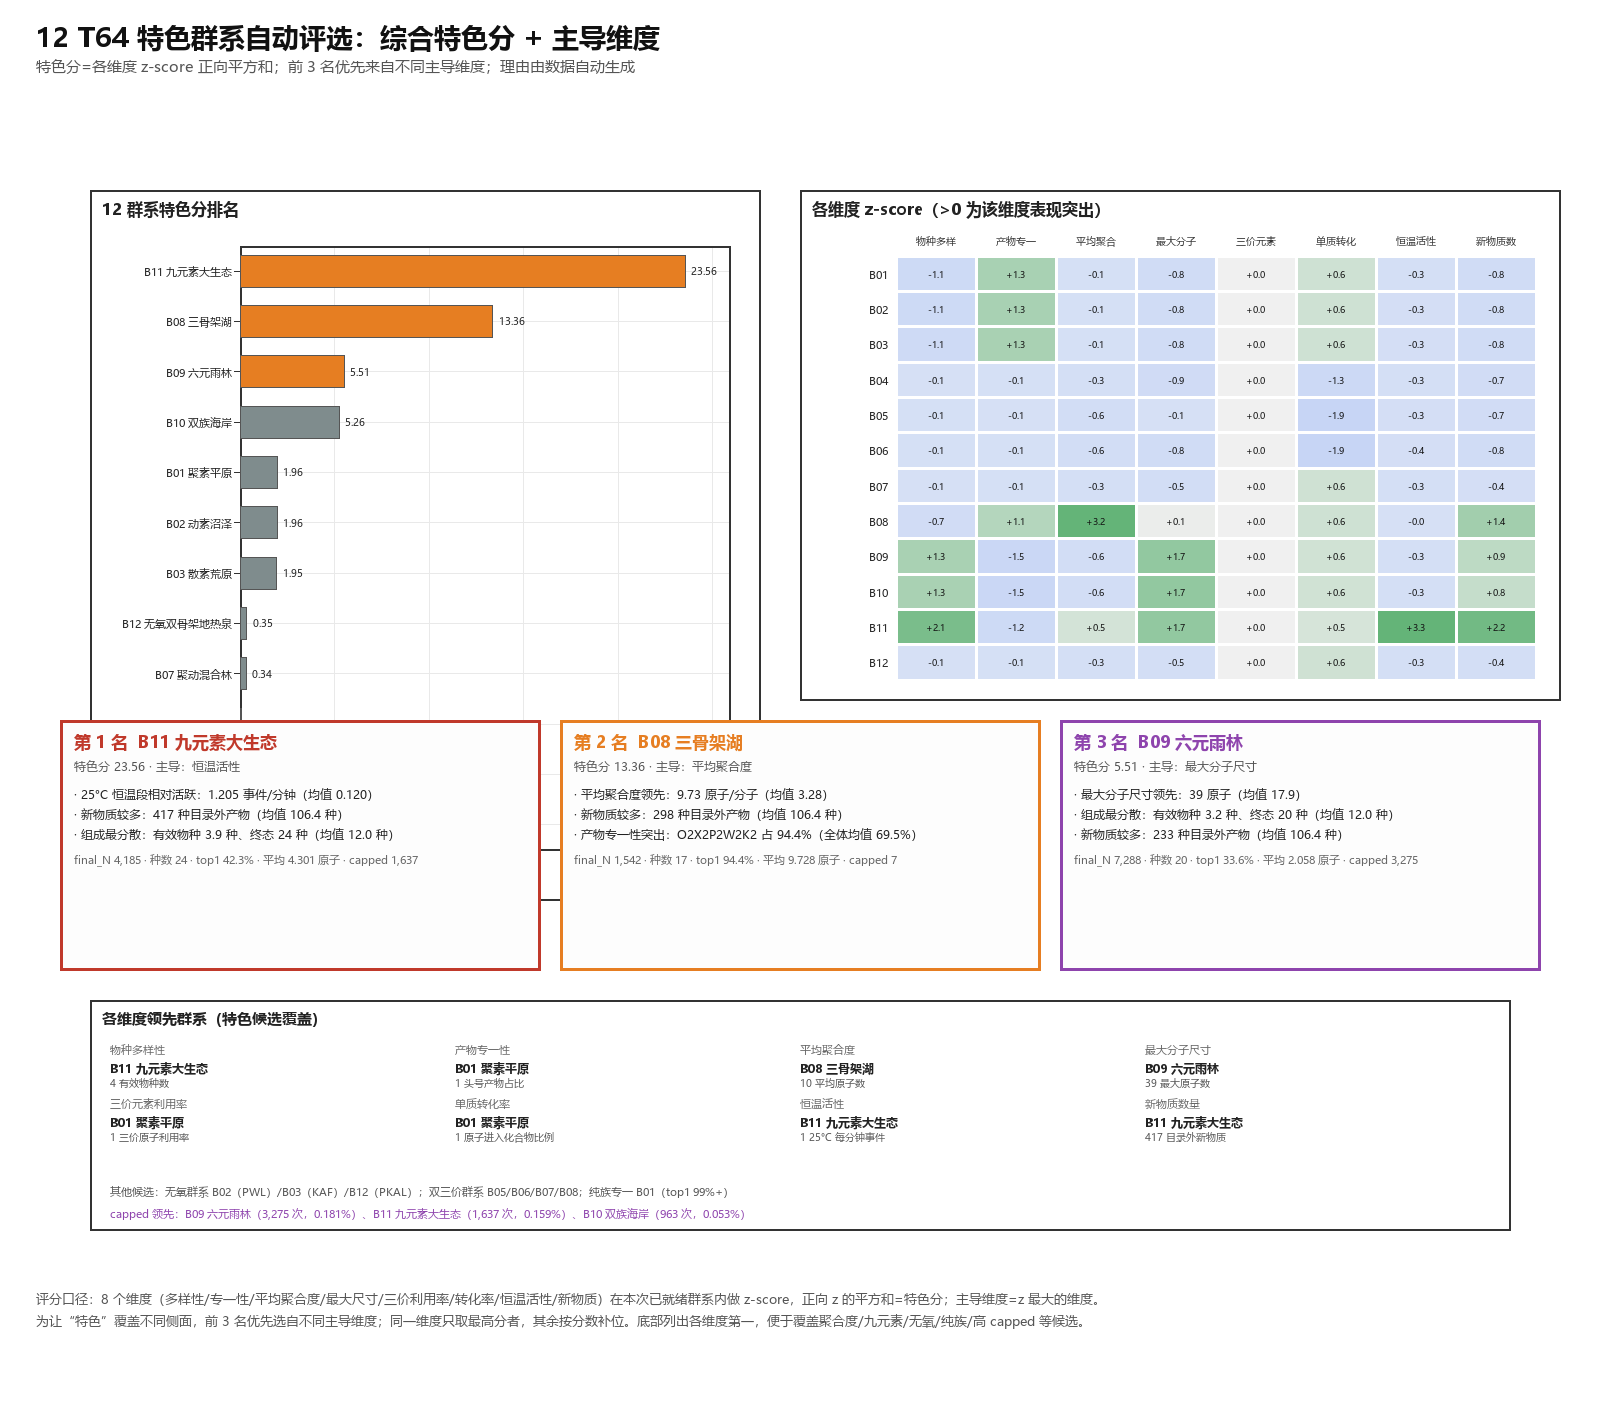 12 T64 特色群系自动评选：综合特色分 + 主导维度
特色分=各维度 z-score 正向平方和；前 3 名优先来自不同主导维度；理由由数据自动生成
12 群系特色分排名
B11 九元素大生态 23.56
B08 三骨架湖 13.36
B09 六元雨林 5.51
B10 双族海岸 5.26
B01 聚素平原 1.96
B02 动素沼泽 1.96
B03 散素荒原 1.95
B12 无氧双骨架地热泉 0.35
B07 聚动混合林 0.34
各维度 z-score（>0 为该维度表现突出）
物种多样 产物专一 平均聚合 最大分子 三价元素 单质转化 恒温活性 新物质数
B01 -1.1 +1.3 -0.1 -0.8 +0.0 +0.6 -0.3 -0.8
B02 -1.1 +1.3 -0.1 -0.8 +0.0 +0.6 -0.3 -0.8
B03 -1.1 +1.3 -0.1 -0.8 +0.0 +0.6 -0.3 -0.8
B04 -0.1 -0.1 -0.3 -0.9 +0.0 -1.3 -0.3 -0.7
B05 -0.1 -0.1 -0.6 -0.1 +0.0 -1.9 -0.3 -0.7
B06 -0.1 -0.1 -0.6 -0.8 +0.0 -1.9 -0.4 -0.8
B07 -0.1 -0.1 -0.3 -0.5 +0.0 +0.6 -0.3 -0.4
B08 -0.7 +1.1 +3.2 +0.1 +0.0 +0.6 -0.0 +1.4
B09 +1.3 -1.5 -0.6 +1.7 +0.0 +0.6 -0.3 +0.9
B10 +1.3 -1.5 -0.6 +1.7 +0.0 +0.6 -0.3 +0.8
B11 +2.1 -1.2 +0.5 +1.7 +0.0 +0.5 +3.3 +2.2
B12 -0.1 -0.1 -0.3 -0.5 +0.0 +0.6 -0.3 -0.4
第 1 名 B11 九元素大生态
特色分 23.56 · 主导：恒温活性
· 25°C 恒温段相对活跃：1.205 事件/分钟（均值 0.120）
· 新物质较多：417 种目录外产物（均值 106.4 种）
· 组成最分散：有效物种 3.9 种、终态 24 种（均值 12.0 种）
final_N 4,185 · 种数 24 · top1 42.3% · 平均 4.301 原子 · capped 1,637
第 2 名 B08 三骨架湖
特色分 13.36 · 主导：平均聚合度
· 平均聚合度领先：9.73 原子/分子（均值 3.28）
· 新物质较多：298 种目录外产物（均值 106.4 种）
· 产物专一性突出：O2X2P2W2K2 占 94.4%（全体均值 69.5%）
final_N 1,542 · 种数 17 · top1 94.4% · 平均 9.728 原子 · capped 7
第 3 名 B09 六元雨林
特色分 5.51 · 主导：最大分子尺寸
· 最大分子尺寸领先：39 原子（均值 17.9）
· 组成最分散：有效物种 3.2 种、终态 20 种（均值 12.0 种）
· 新物质较多：233 种目录外产物（均值 106.4 种）
final_N 7,288 · 种数 20 · top1 33.6% · 平均 2.058 原子 · capped 3,275
各维度领先群系（特色候选覆盖）
物种多样性
B11 九元素大生态
4 有效物种数
产物专一性
B01 聚素平原
1 头号产物占比
平均聚合度
B08 三骨架湖
10 平均原子数
最大分子尺寸
B09 六元雨林
39 最大原子数
三价元素利用率
B01 聚素平原
1 三价原子利用率
单质转化率
B01 聚素平原
1 原子进入化合物比例
恒温活性
B11 九元素大生态
1 25°C 每分钟事件
新物质数量
B11 九元素大生态
417 目录外新物质
其他候选：无氧群系 B02（PWL）/B03（KAF）/B12（PKAL）；双三价群系 B05/B06/B07/B08；纯族专一 B01（top1 99%+）
capped 领先：B09 六元雨林（3,275 次，0.181%）、B11 九元素大生态（1,637 次，0.159%）、B10 双族海岸（963 次，0.053%）
评分口径：8 个维度（多样性/专一性/平均聚合度/最大尺寸/三价利用率/转化率/恒温活性/新物质）在本次已就绪群系内做 z-score，正向 z 的平方和=特色分；主导维度=z 最大的维度。
为让“特色”覆盖不同侧面，前 3 名优先选自不同主导维度；同一维度只取最高分者，其余按分数补位。底部列出各维度第一，便于覆盖聚合度/九元素/无氧/纯族/高 capped 等候选。